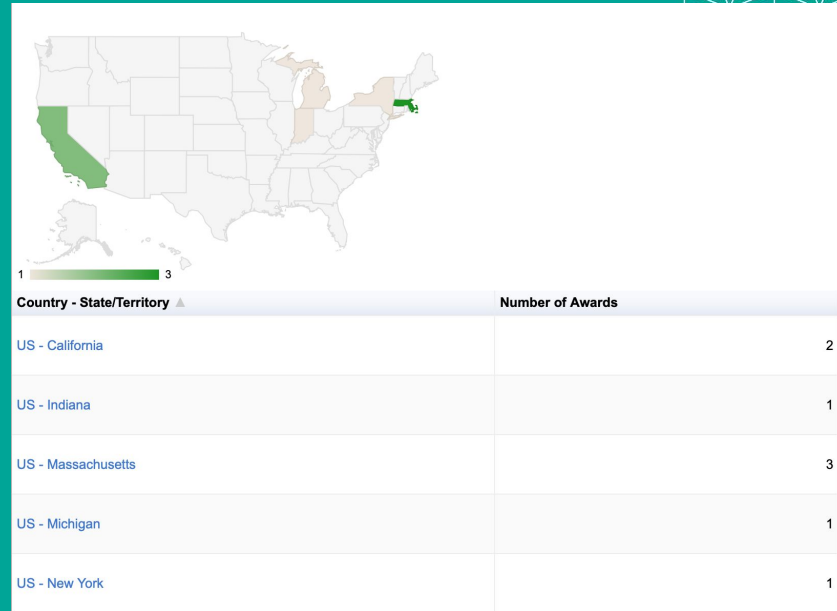 1 3
Country - State/Territory Number of Awards
US - California 2
US - Indiana 1
US - Massachusetts 3
US - Michigan 1
US - New York 1